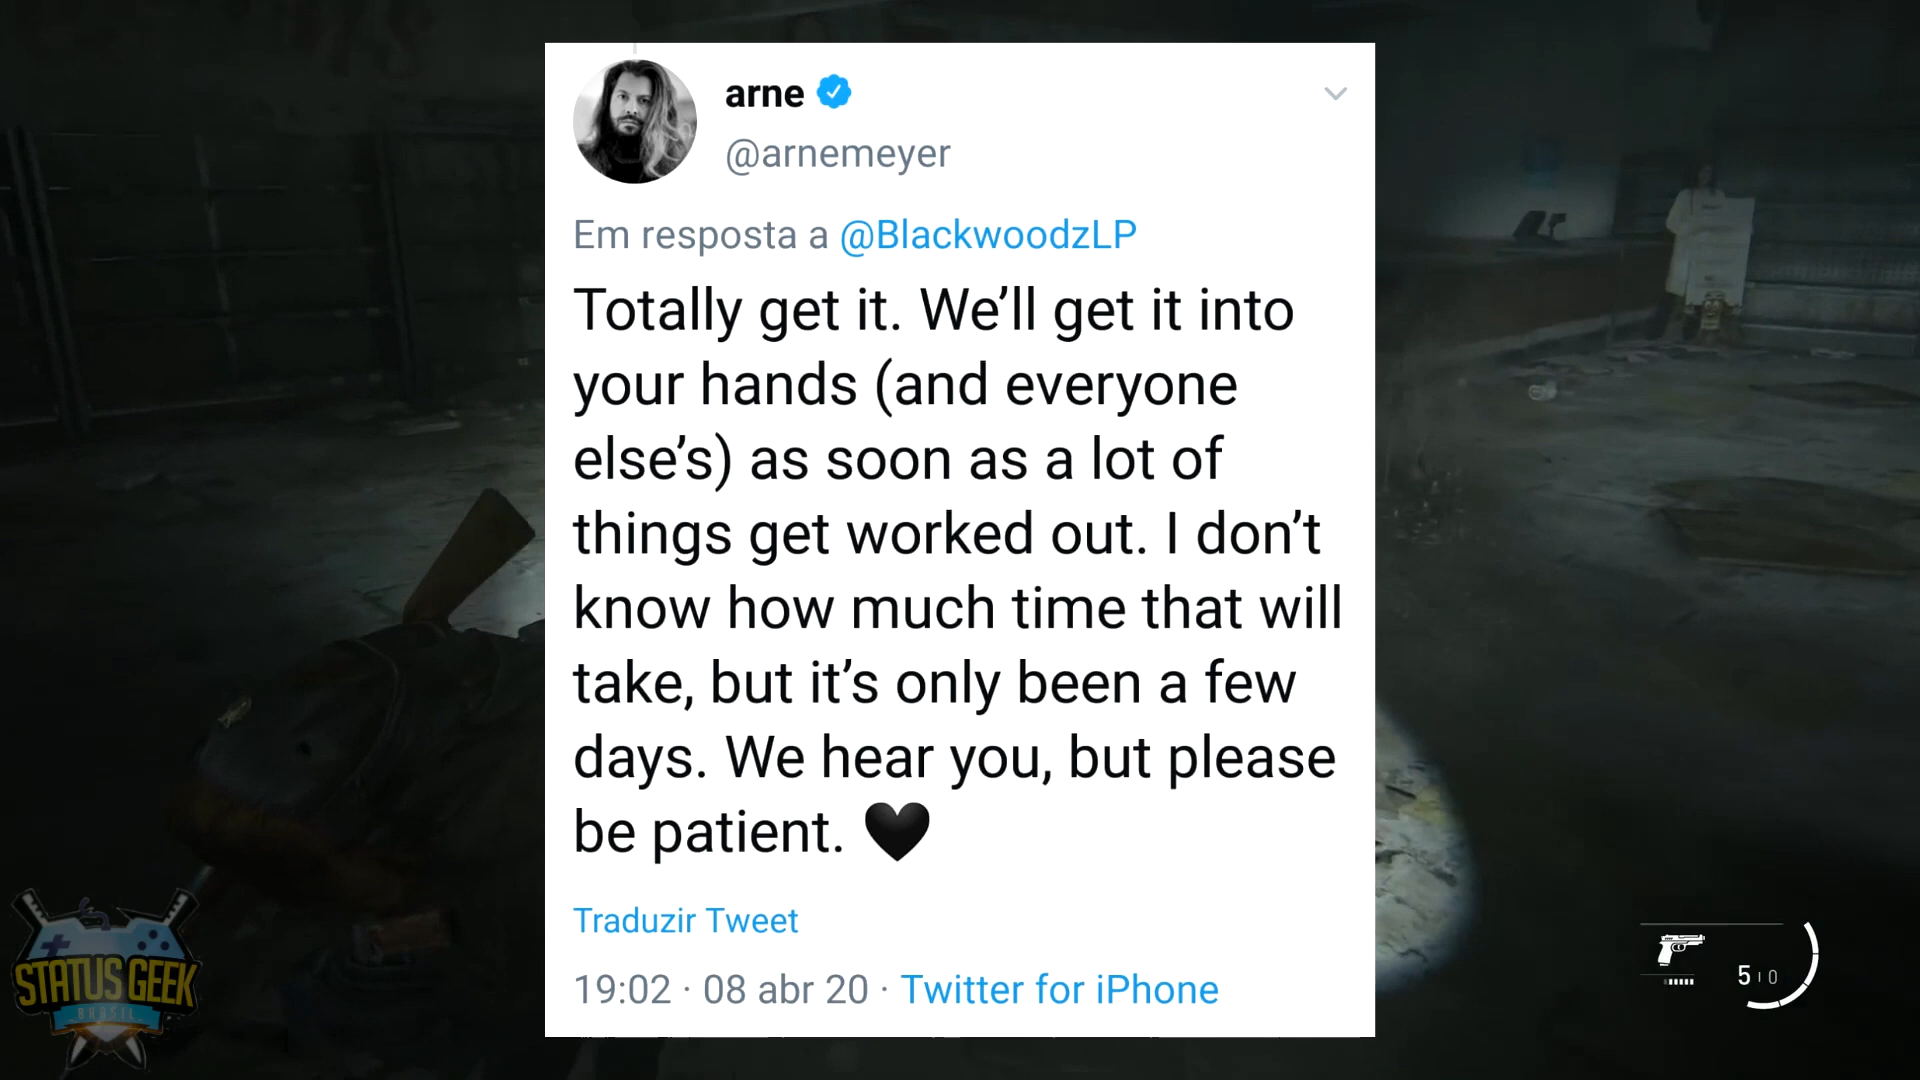 arne
@arnemeyer
Em resposta a @BlackwoodzLP
Totally get it. We’ll get it into
your hands (and everyone
else’s) as soon as a lot of
things get worked out. I don’t
know how much time that will
take, but it’s only been a few
days. We hear you, but please
be patient. 🖤
Traduzir Tweet
19:02 · 08 abr 20 · Twitter for iPhone
STATUS GEEK
BRASIL
5 | 0